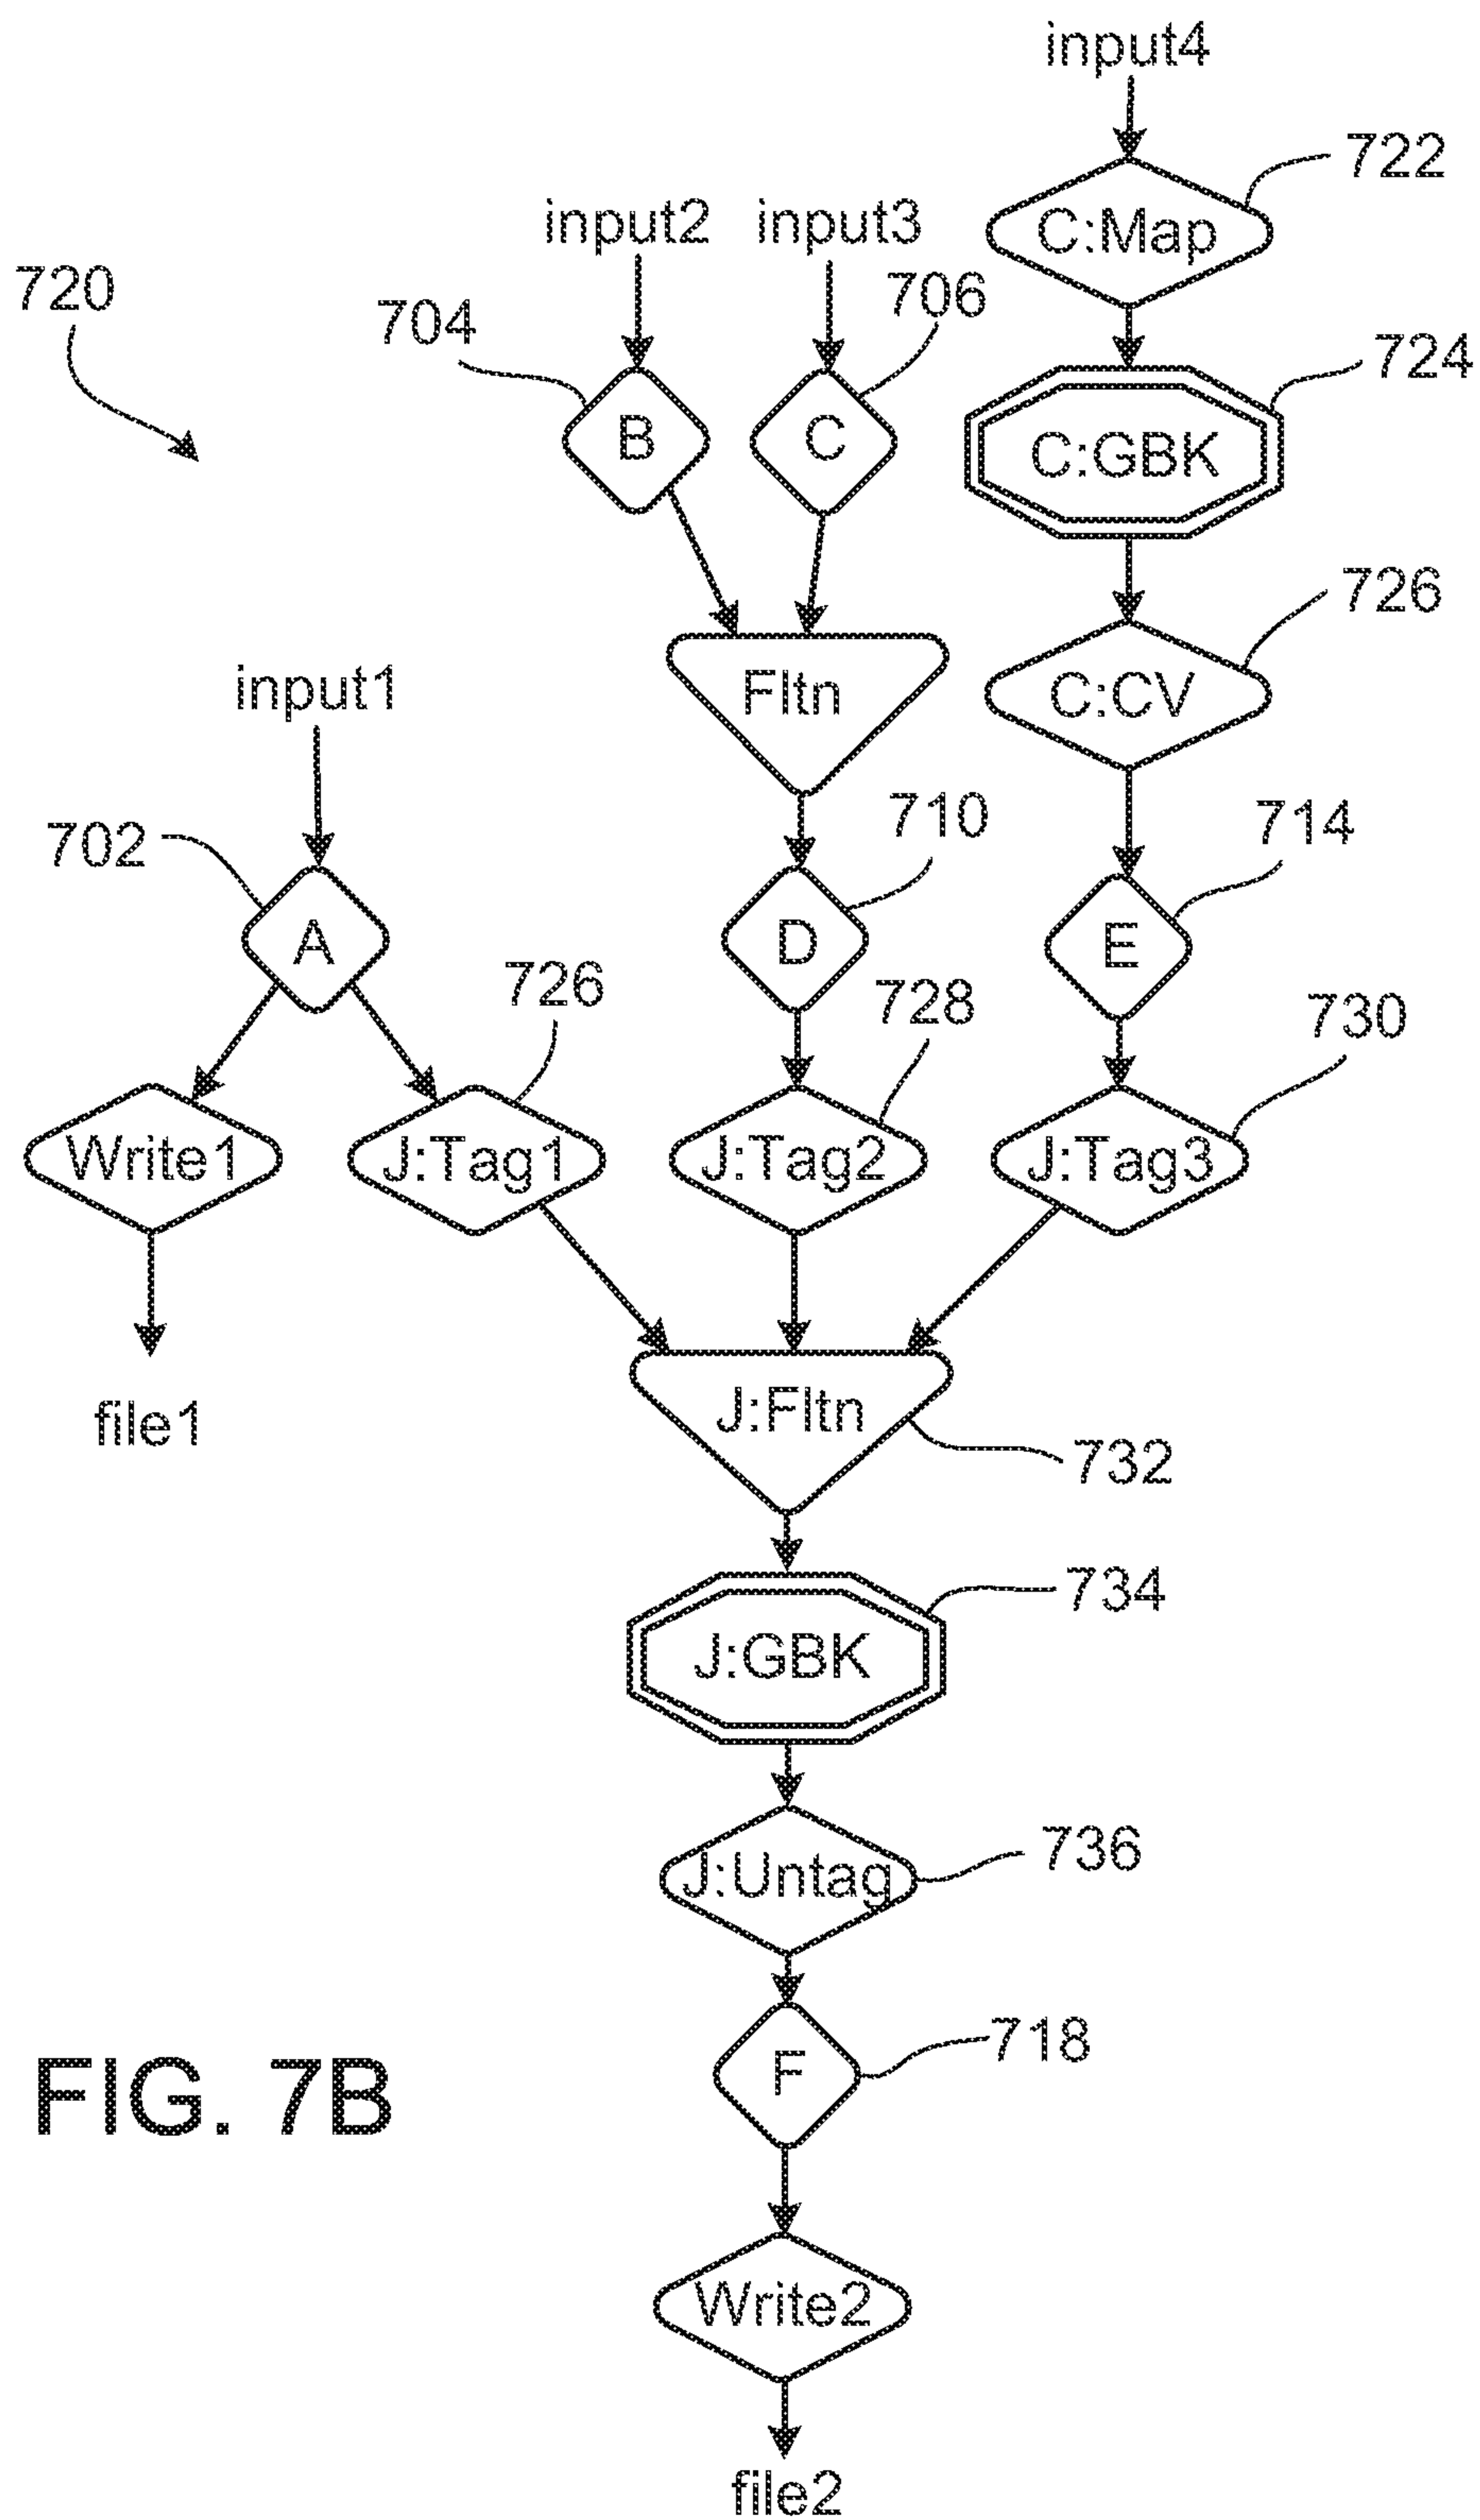 input4
722
C:Map
input2
input3
720
704
706
724
B
C
C:GBK
726
input1
Fltn
C:CV
702
710
714
A
D
E
726
728
730
Write1
J:Tag1
J:Tag2
J:Tag3
file1
J:Fltn
732
734
J:GBK
736
J:Untag
718
F
FIG. 7B
Write2
file2